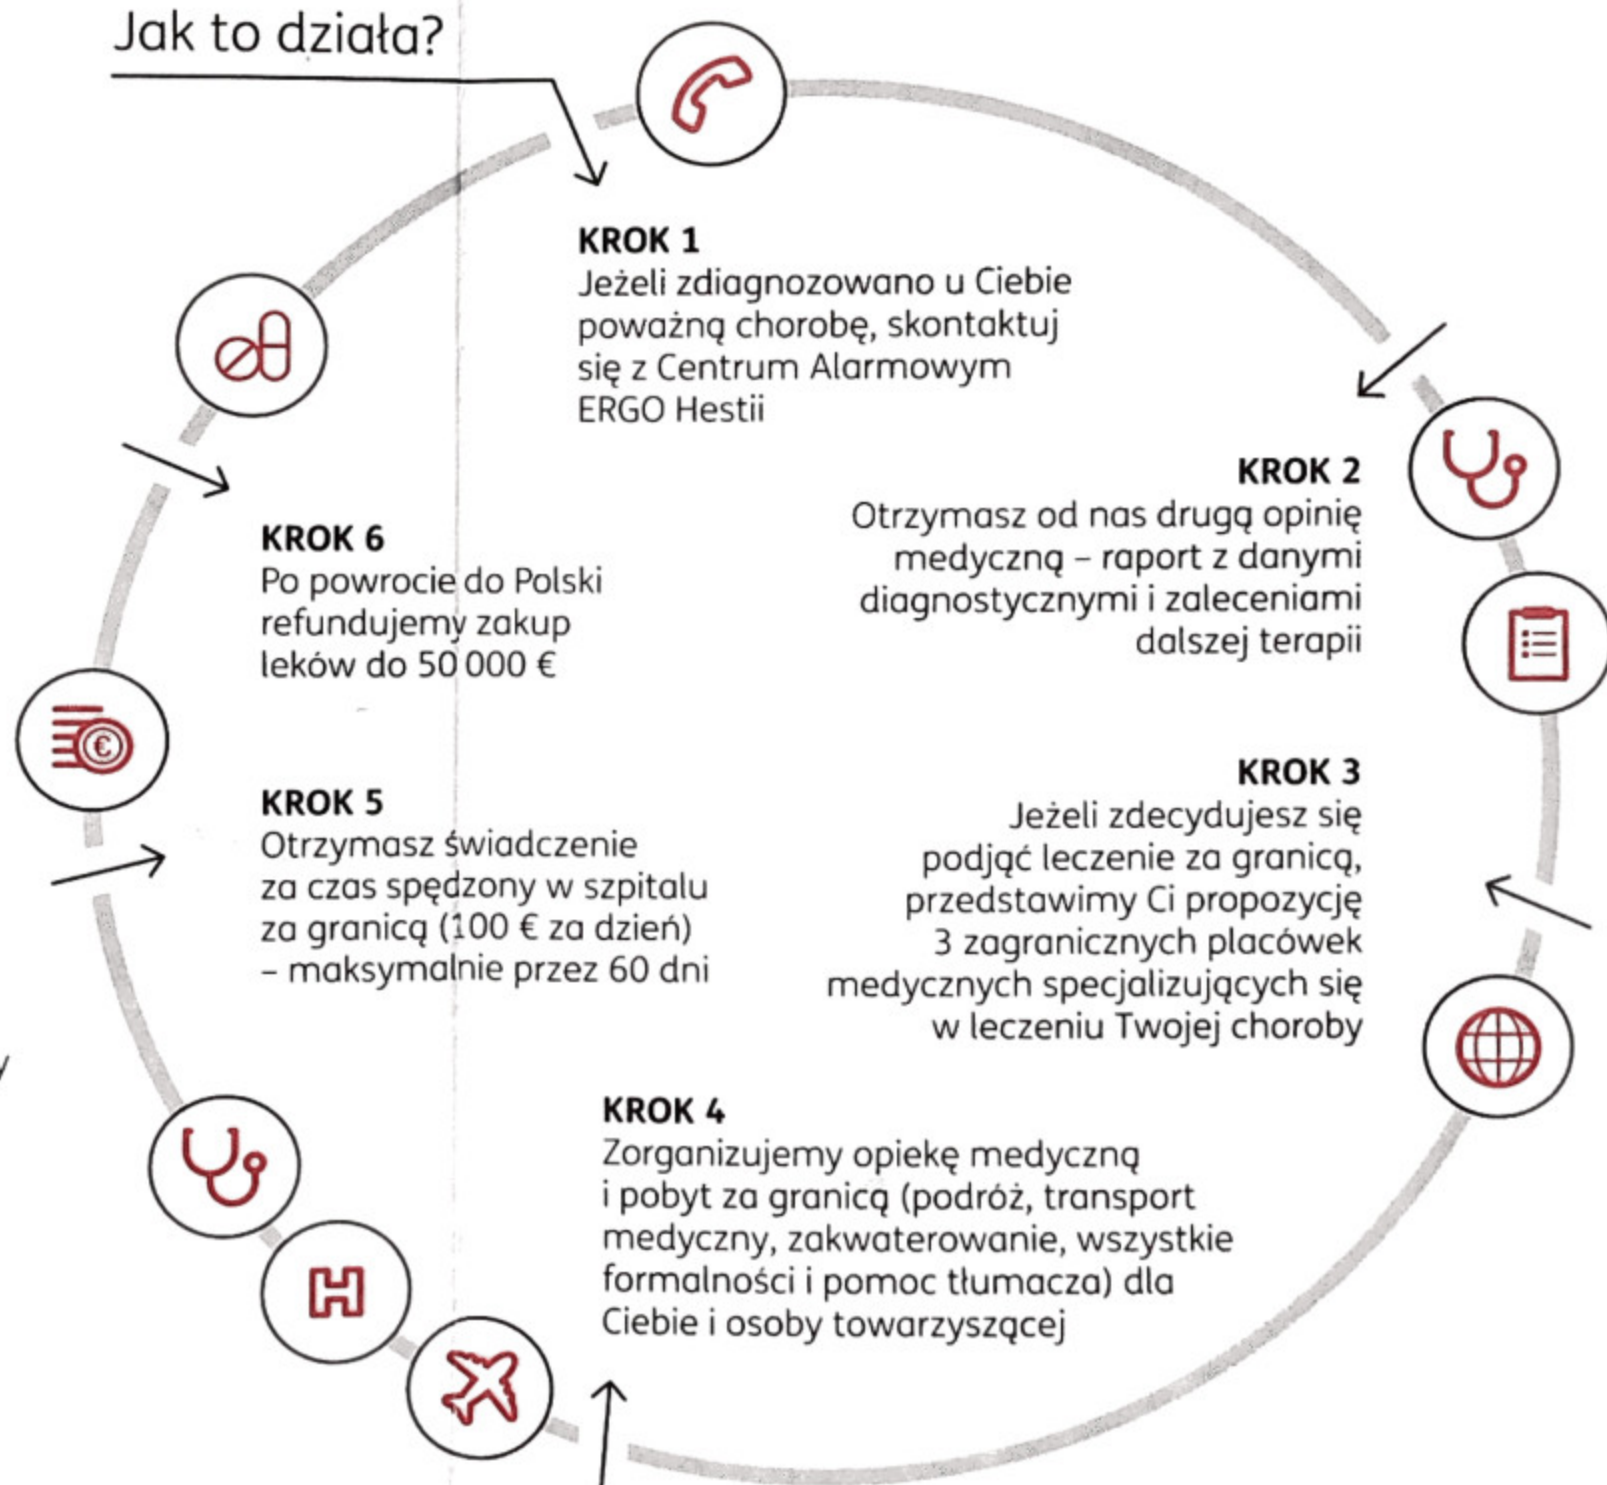 Jak to działa?
KROK 1
Jeżeli zdiagnozowano u Ciebie
poważną chorobę, skontaktuj
się z Centrum Alarmowym
ERGO Hestii
KROK 2
Otrzymasz od nas drugą opinię
medyczną – raport z danymi
diagnostycznymi i zaleceniami
dalszej terapii
KROK 3
Jeżeli zdecydujesz się
podjąć leczenie za granicą,
przedstawimy Ci propozycję
3 zagranicznych placówek
medycznych specjalizujących się
w leczeniu Twojej choroby
KROK 4
Zorganizujemy opiekę medyczną
i pobyt za granicą (podróż, transport
medyczny, zakwaterowanie, wszystkie
formalności i pomoc tłumacza) dla
Ciebie i osoby towarzyszącej
KROK 5
Otrzymasz świadczenie
za czas spędzony w szpitalu
za granicą (100 € za dzień)
– maksymalnie przez 60 dni
KROK 6
Po powrocie do Polski
refundujemy zakup
leków do 50 000 €
H
€